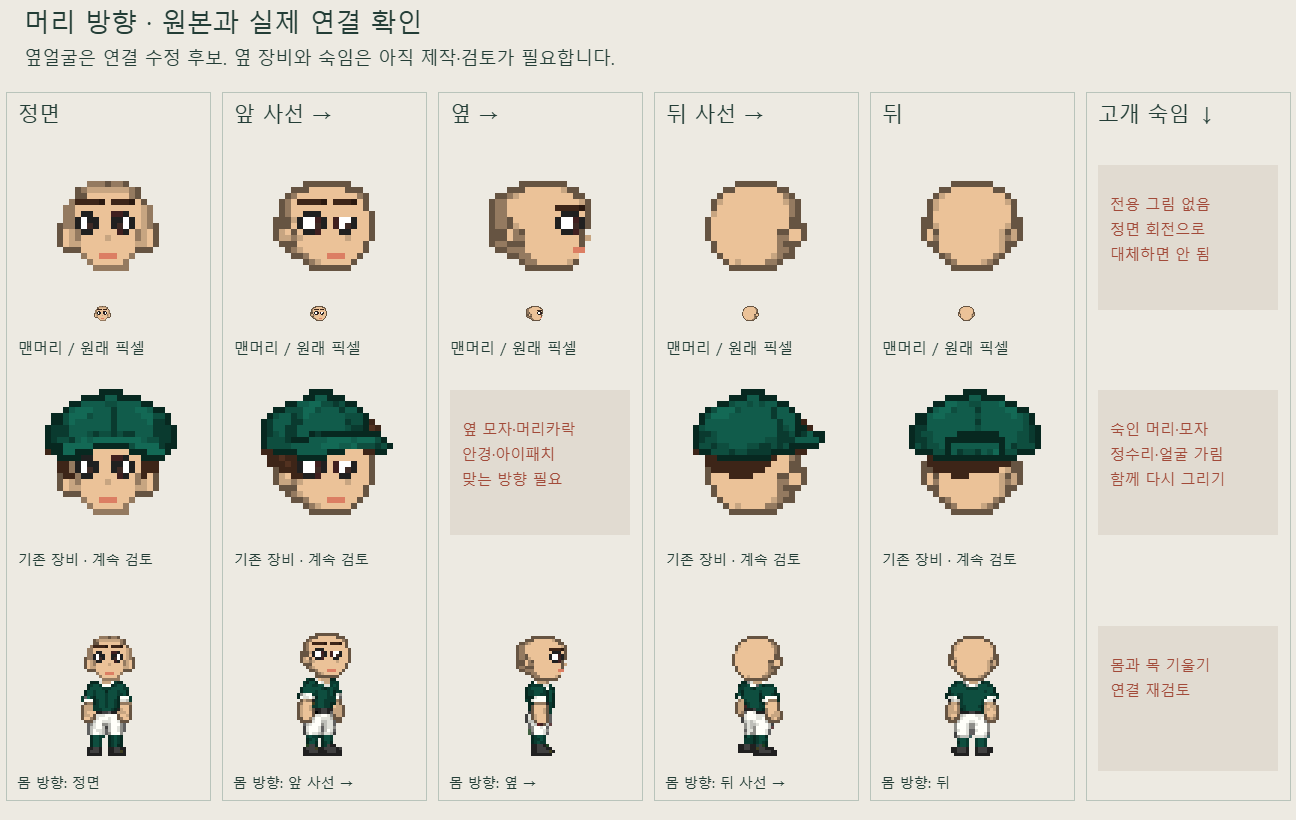 머리 방향 · 원본과 실제 연결 확인
옆얼굴은 연결 수정 후보. 옆 장비와 숙임은 아직 제작·검토가 필요합니다.
정면
맨머리 / 원래 픽셀
기존 장비 · 계속 검토
몸 방향: 정면
앞 사선 →
맨머리 / 원래 픽셀
기존 장비 · 계속 검토
몸 방향: 앞 사선 →
옆 →
맨머리 / 원래 픽셀
옆 모자·머리카락
안경·아이패치
맞는 방향 필요
몸 방향: 옆 →
뒤 사선 →
맨머리 / 원래 픽셀
기존 장비 · 계속 검토
몸 방향: 뒤 사선 →
뒤
맨머리 / 원래 픽셀
기존 장비 · 계속 검토
몸 방향: 뒤
고개 숙임 ↓
전용 그림 없음
정면 회전으로
대체하면 안 됨
숙인 머리·모자
정수리·얼굴 가림
함께 다시 그리기
몸과 목 기울기
연결 재검토